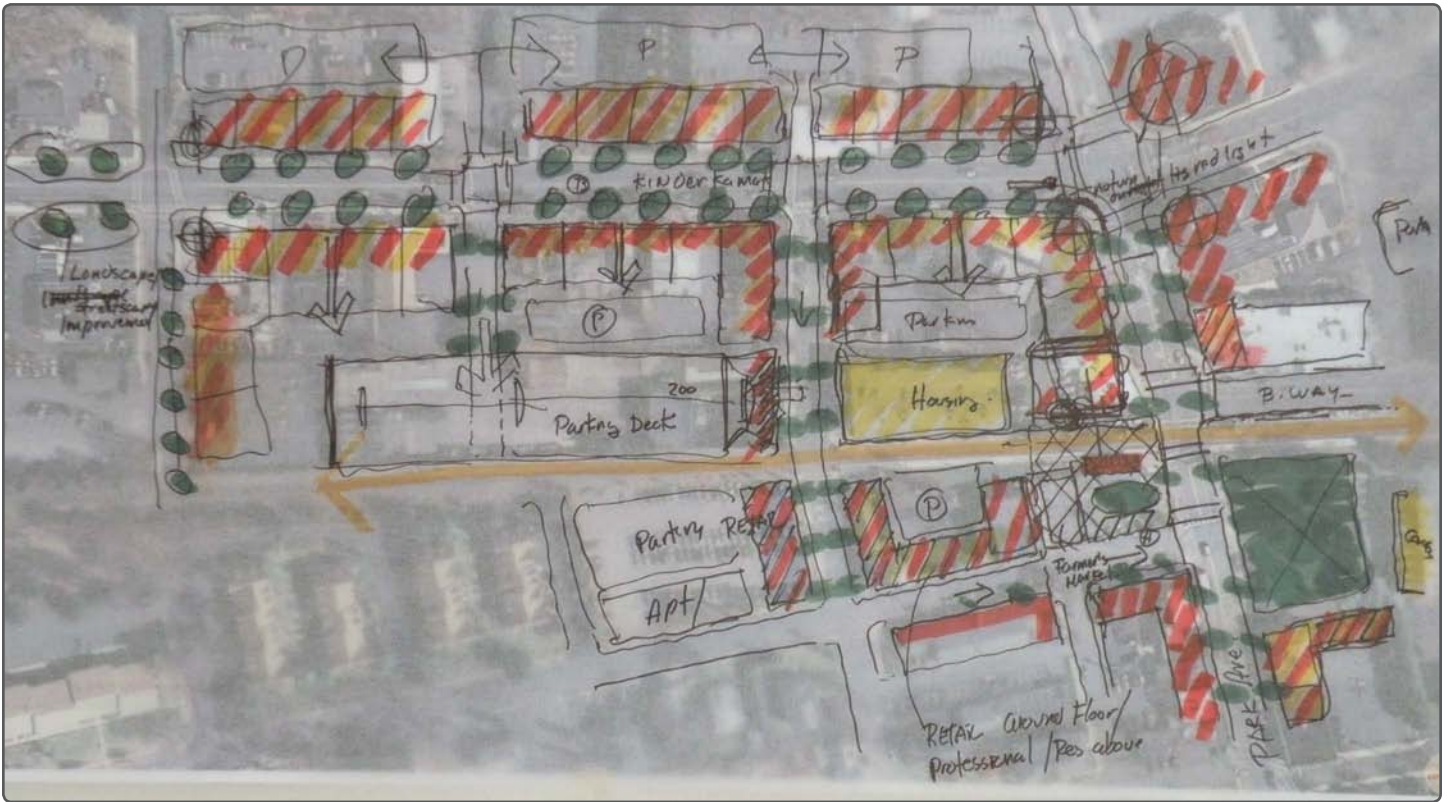 P
P
P
KINDERKAMAK
Landscape/
Streetscape
Improvement
P
Parking
200
Parking Deck
Housing
B.WAY
Parking
RETAIL
P
Apt/
Farmers
Market
PARK Ave
RETAIL Ground Floor/
Professional / Res above